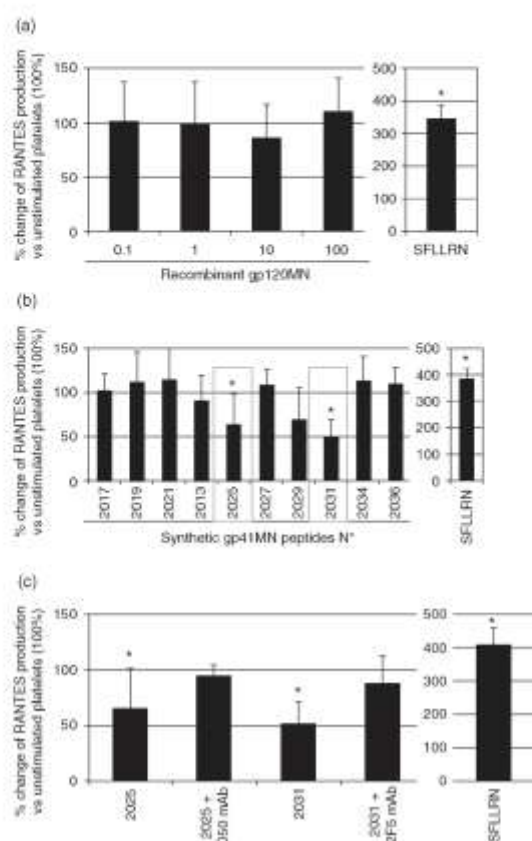 (a)
% change of RANTES production
vs unstimulated platelets (100%)
150
100
50
0
0.1 1 10 100
Recombinant gp120MN
500
400
300
200
100
0
*
SFLLRN
(b)
% change of RANTES production
vs unstimulated platelets (100%)
150
100
50
0
* *
2017 2019 2021 2013 2025 2027 2029 2031 2034 2036
Synthetic gp41MN peptides N°
500
400
300
200
100
0
*
SFLLRN
(c)
% change of RANTES production
vs unstimulated platelets (100%)
150
100
50
0
* *
2025
2025 +
050 mAb
2031
2031 +
2F5 mAb
500
400
300
200
100
0
*
SFLLRN